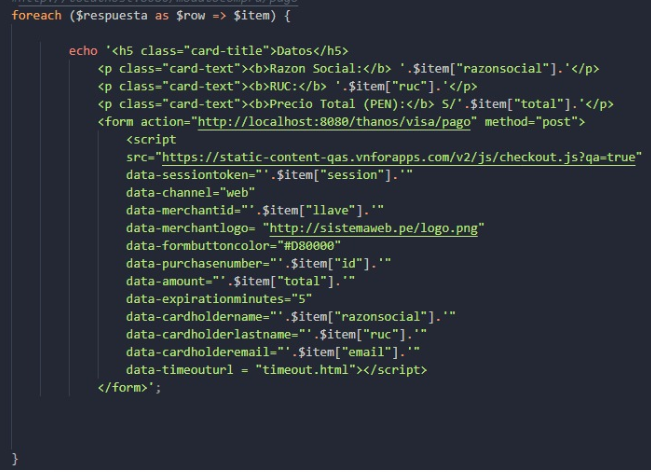 foreach ($respuesta as $row => $item) {
echo '<h5 class="card-title">Datos</h5>
<p class="card-text"><b>Razon Social:</b> '.$item["razonsocial"].'</p>
<p class="card-text"><b>RUC:</b> '.$item["ruc"].'</p>
<p class="card-text"><b>Precio Total (PEN):</b> S/'.$item["total"].'</p>
<form action="http://localhost:8080/thanos/visa/pago" method="post">
<script
src="https://static-content-qas.vnforapps.com/v2/js/checkout.js?qa=true"
data-sessiontoken="'.$item["session"].'"
data-channel="web"
data-merchantid="'.$item["llave"].'"
data-merchantlogo= "http://sistemaweb.pe/logo.png"
data-formbuttoncolor="#D80000"
data-purchasenumber="'.$item["id"].'"
data-amount="'.$item["total"].'"
data-expirationminutes="5"
data-cardholdername="'.$item["razonsocial"].'"
data-cardholderlastname="'.$item["ruc"].'"
data-cardholderemail="'.$item["email"].'"
data-timeouturl = "timeout.html"></script>
</form>';
}